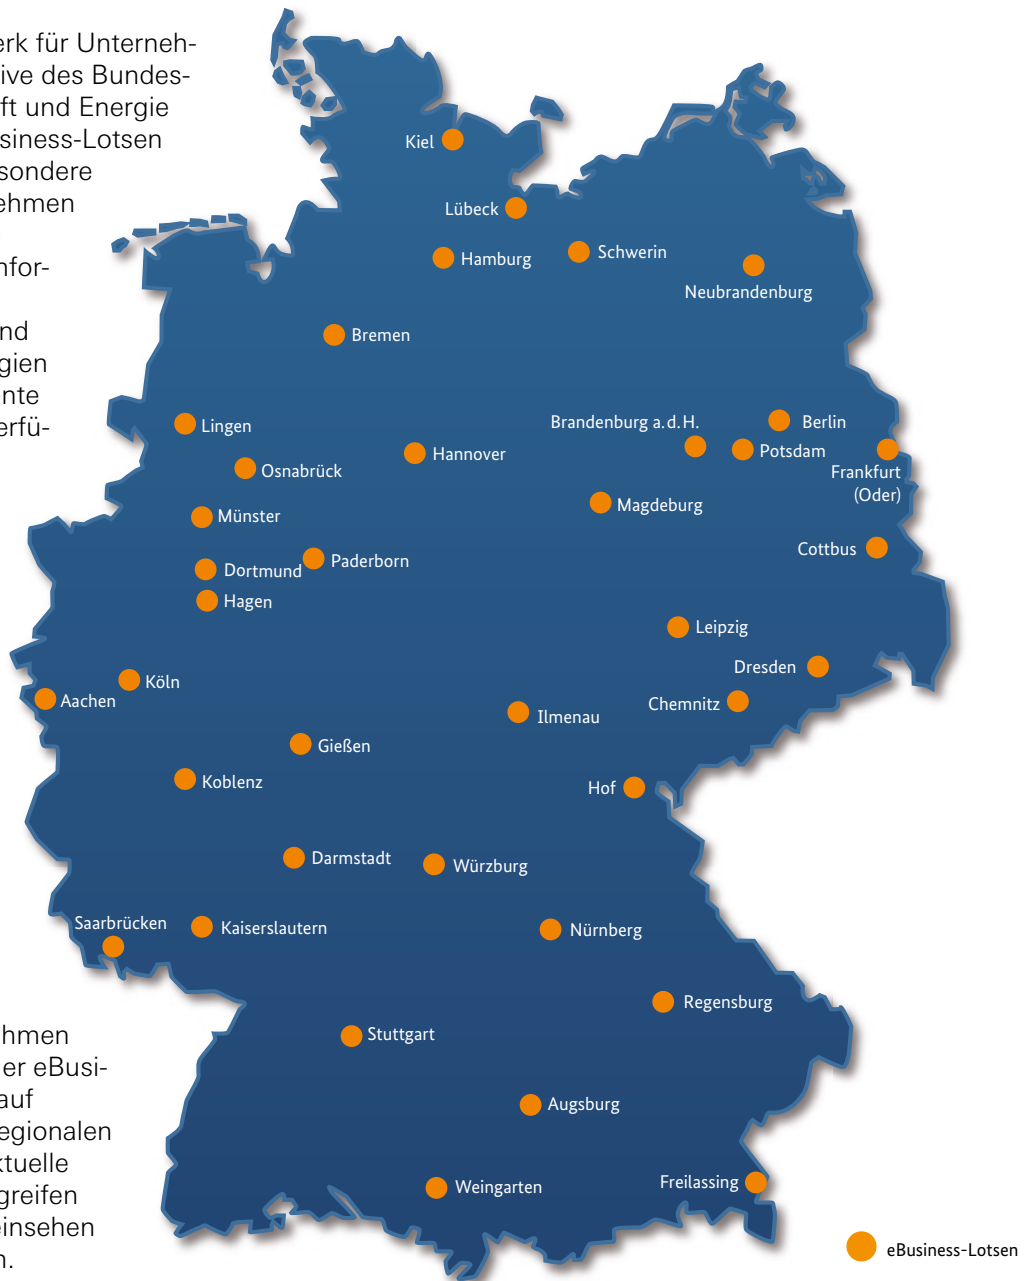 erk für Unterneh-
ive des Bundes-
ft und Energie
siness-Lotsen
sondere
ehmen
nfor-
nd
gien
nte
erfü-
Kiel
Lübeck
Hamburg
Schwerin
Neubrandenburg
Bremen
Lingen
Osnabrück
Hannover
Brandenburg a.d.H.
Berlin
Potsdam
Frankfurt
(Oder)
Magdeburg
Münster
Cottbus
Dortmund
Paderborn
Hagen
Leipzig
Dresden
Köln
Aachen
Chemnitz
Ilmenau
Gießen
Koblenz
Hof
Darmstadt
Würzburg
Saarbrücken
Kaiserslautern
Nürnberg
Regensburg
Stuttgart
Augsburg
Weingarten
Freilassing
hmen
er eBusi-
auf
egionalen
ktuelle
greifen
einsehen
n.
eBusiness-Lotsen